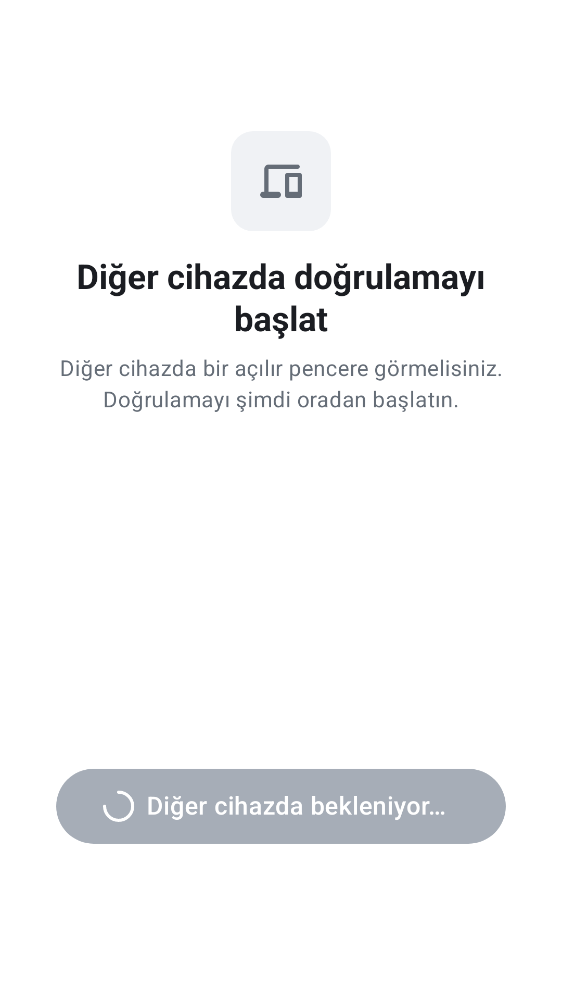 Diğer cihazda doğrulamayı
başlat
Diğer cihazda bir açılır pencere görmelisiniz.
Doğrulamayı şimdi oradan başlatın.
Diğer cihazda bekleniyor…